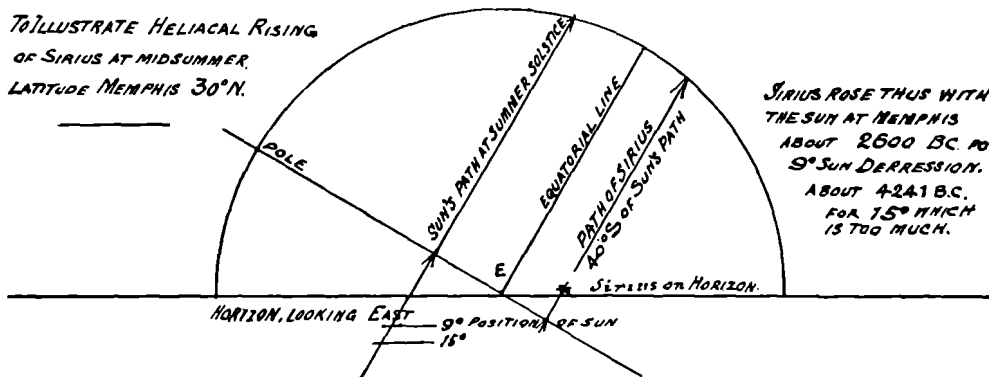 TO ILLUSTRATE HELIACAL RISING
OF SIRIUS AT MIDSUMMER.
LATITUDE MEMPHIS 30°N.
POLE
SUN'S PATH AT SUMMER SOLSTICE
EQUATORIAL LINE
PATH OF SIRIUS
40° S OF SUN'S PATH
SIRIUS ROSE THUS WITH
THE SUN AT MEMPHIS
ABOUT 2600 BC. FO
9° SUN DERRESSION.
ABOUT 4241 B.C.
FOR 15° WHICH
IS TOO MUCH.
E
Sirius on HORIZON.
HORIZON, LOOKING EAST
9° POSITION OF SUN
15°